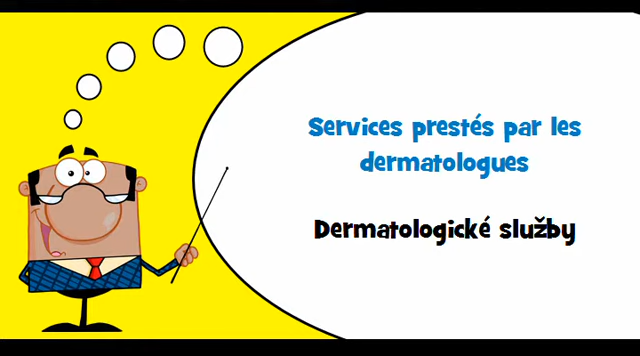 Services prestés par les
dermatologues
Dermatologické služby